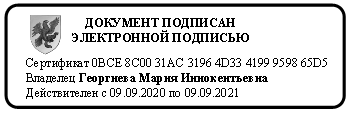 ДОКУМЕНТ ПОДПИСАН
ЭЛЕКТРОННОЙ ПОДПИСЬЮ
Сертификат 0BCE 8C00 31AC 3196 4D33 4199 9598 65D5
Владелец Георгиева Мария Иннокентьевна
Действителен с 09.09.2020 по 09.09.2021